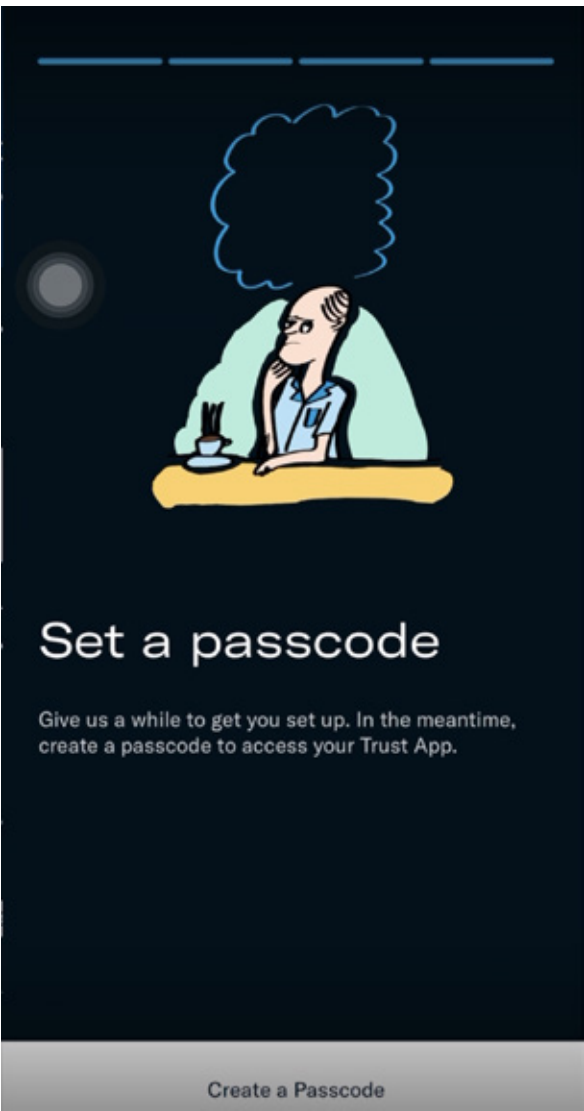 Set a passcode
Give us a while to get you set up. In the meantime,
create a passcode to access your Trust App.
Create a Passcode